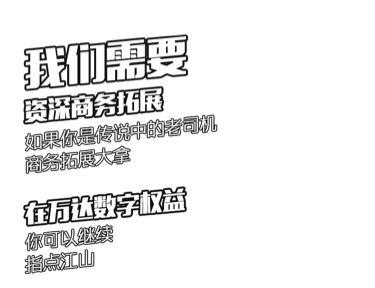 我们需要
资深商务拓展
如果你是传说中的老司机
商务拓展大拿
在万达数字权益
你可以继续
指点江山